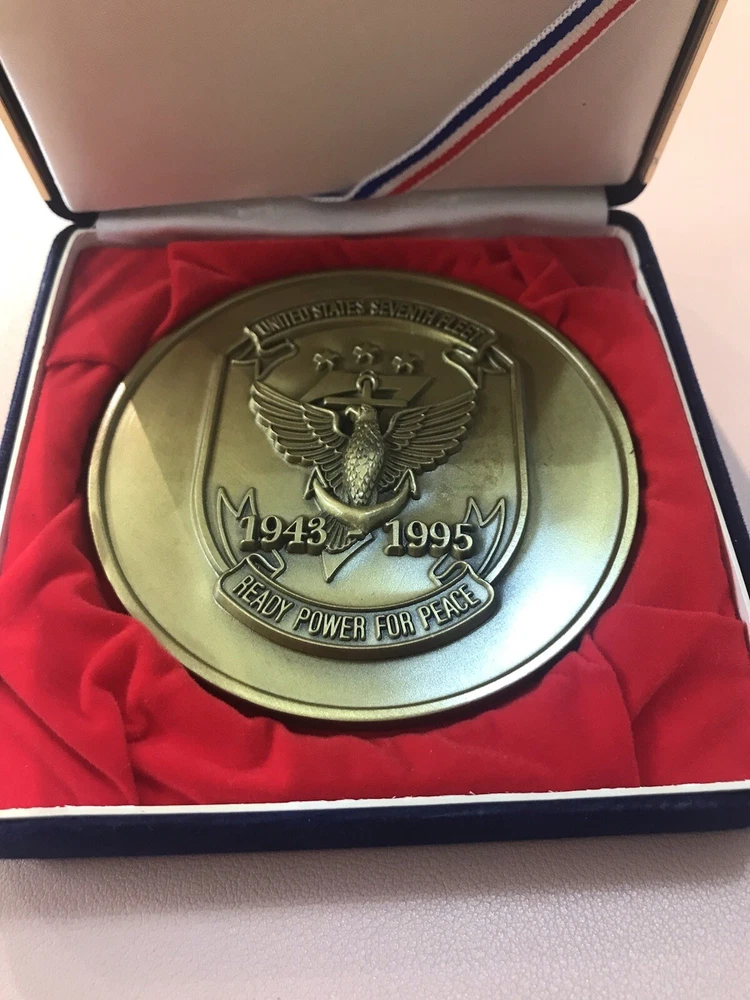 UNITED STATES SEVENTH FLEET
1943 1995
READY POWER FOR PEACE